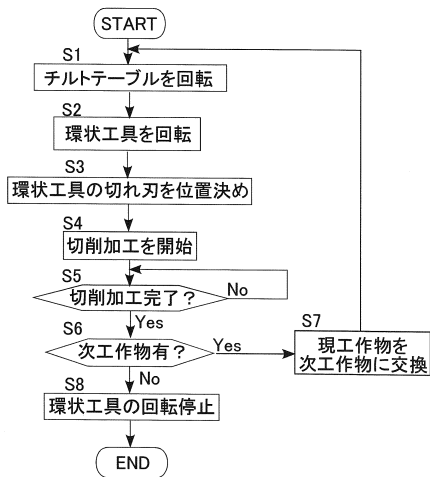 START
S1
チルトテーブルを回転
S2
環状工具を回転
S3
環状工具の切れ刃を位置決め
S4
切削加工を開始
S5
切削加工完了?
No
Yes
S6
次工作物有?
Yes
S7
現工作物を
次工作物に交換
No
S8
環状工具の回転停止
END